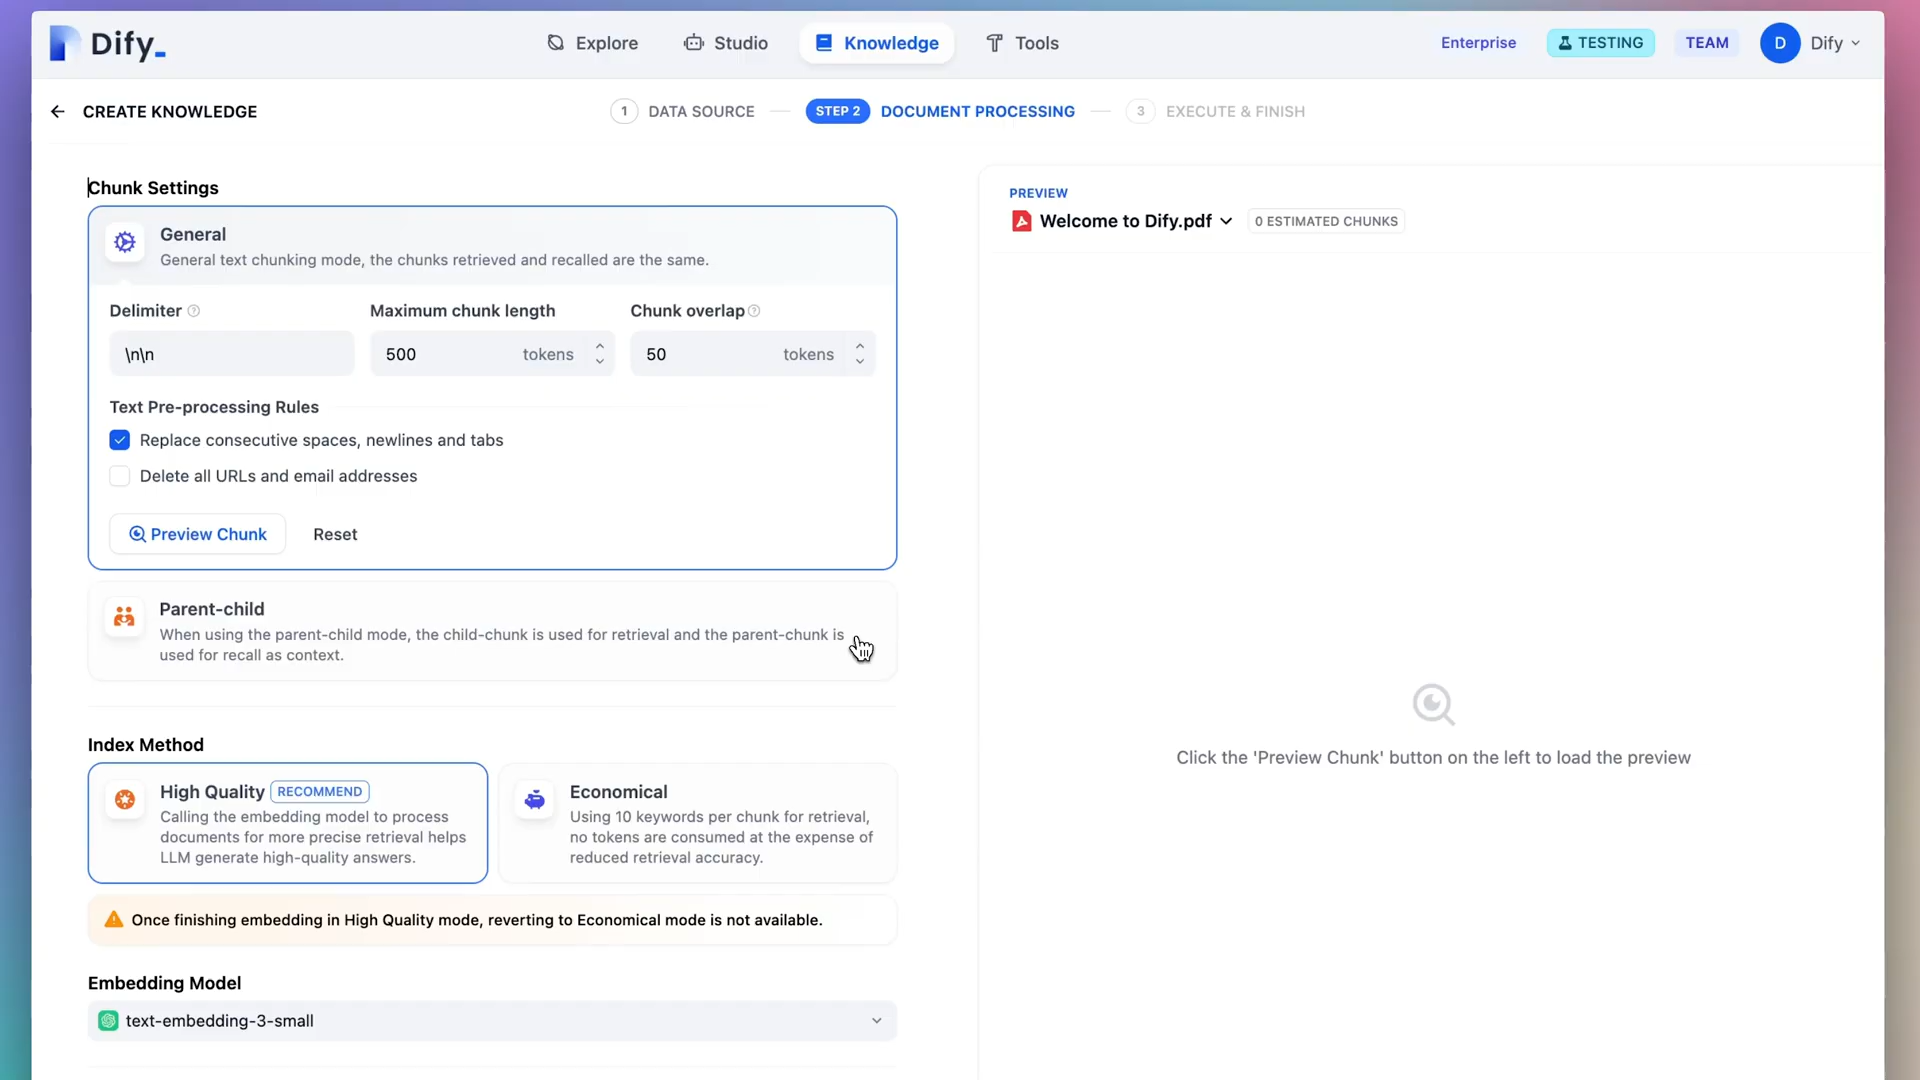 Dify_
Explore
Studio
Knowledge
Tools
Enterprise
TESTING
TEAM
D
Dify
CREATE KNOWLEDGE
1
DATA SOURCE
STEP 2
DOCUMENT PROCESSING
3
EXECUTE & FINISH
Chunk Settings
General
General text chunking mode, the chunks retrieved and recalled are the same.
Delimiter
Maximum chunk length
Chunk overlap
\n\n
500
tokens
50
tokens
Text Pre-processing Rules
Replace consecutive spaces, newlines and tabs
Delete all URLs and email addresses
Preview Chunk
Reset
Parent-child
When using the parent-child mode, the child-chunk is used for retrieval and the parent-chunk is
used for recall as context.
Index Method
High Quality
RECOMMEND
Calling the embedding model to process
documents for more precise retrieval helps
LLM generate high-quality answers.
Economical
Using 10 keywords per chunk for retrieval,
no tokens are consumed at the expense of
reduced retrieval accuracy.
Once finishing embedding in High Quality mode, reverting to Economical mode is not available.
Embedding Model
text-embedding-3-small
PREVIEW
Welcome to Dify.pdf
0 ESTIMATED CHUNKS
Click the 'Preview Chunk' button on the left to load the preview